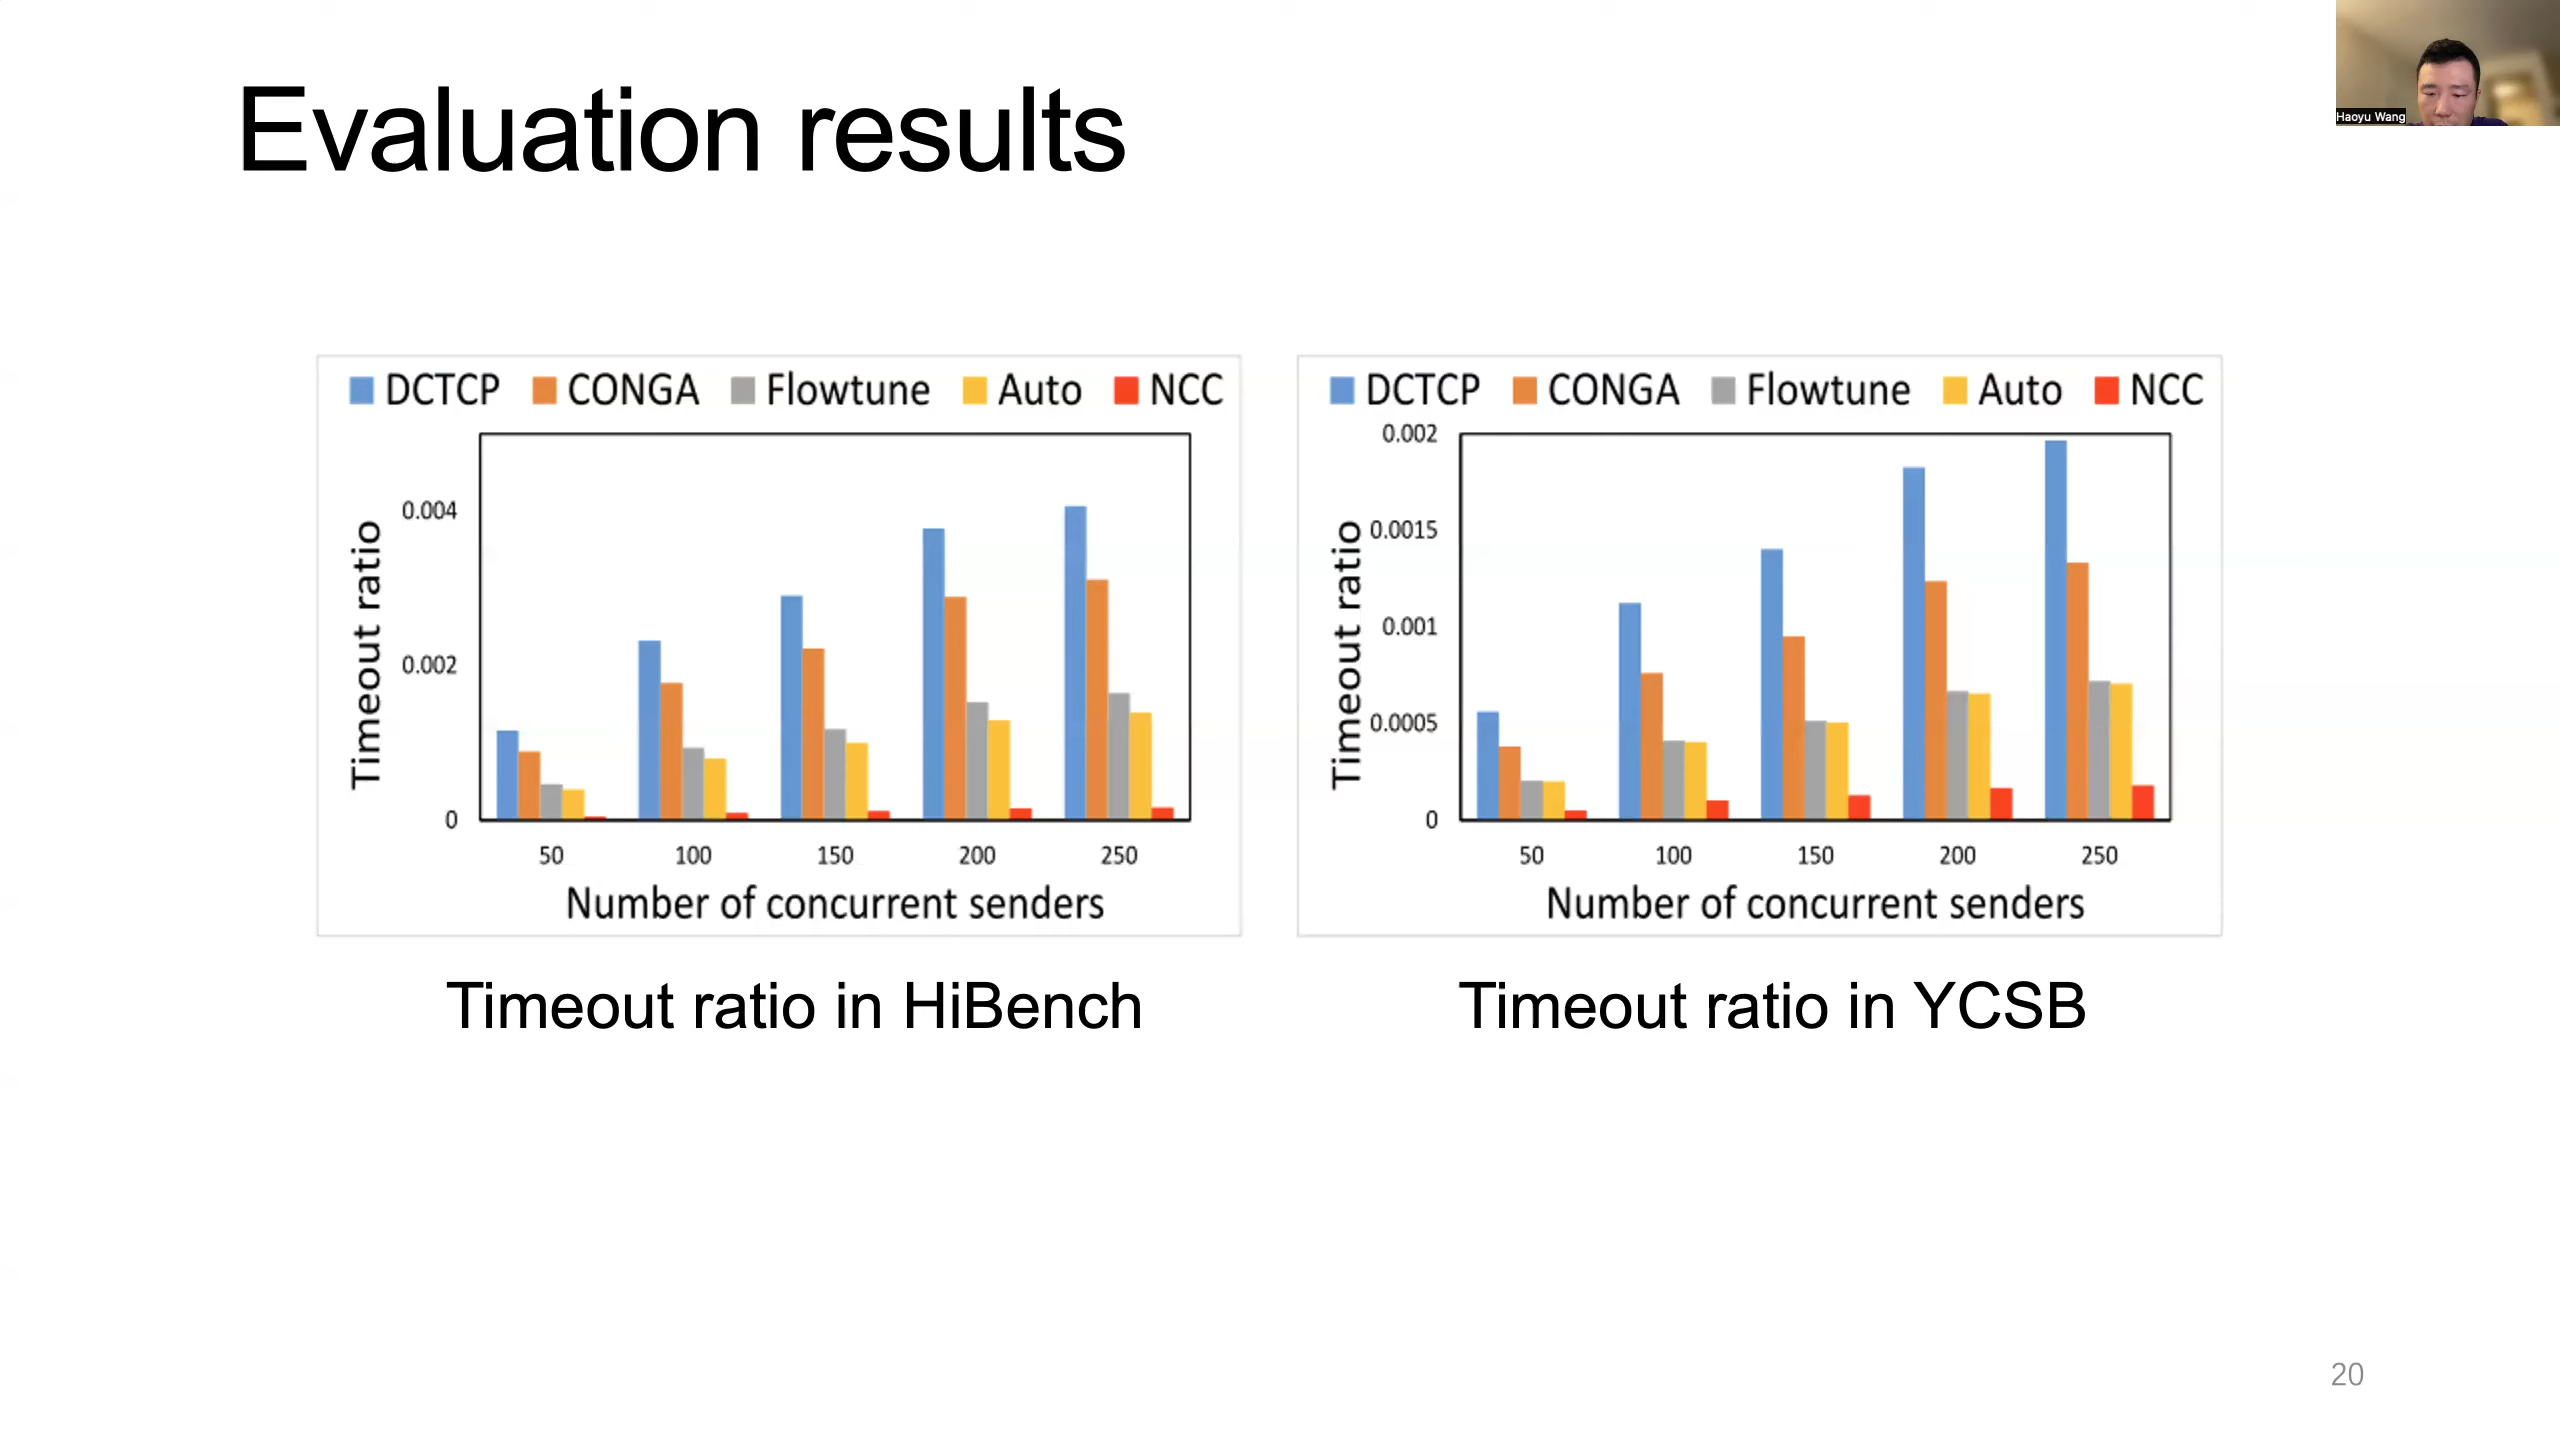 Evaluation results
Haoyu Wang
DCTCP CONGA Flowtune Auto NCC
Timeout ratio
0.004
0.002
0
50 100 150 200 250
Number of concurrent senders
Timeout ratio in HiBench
DCTCP CONGA Flowtune Auto NCC
Timeout ratio
0.002
0.0015
0.001
0.0005
0
50 100 150 200 250
Number of concurrent senders
Timeout ratio in YCSB
20